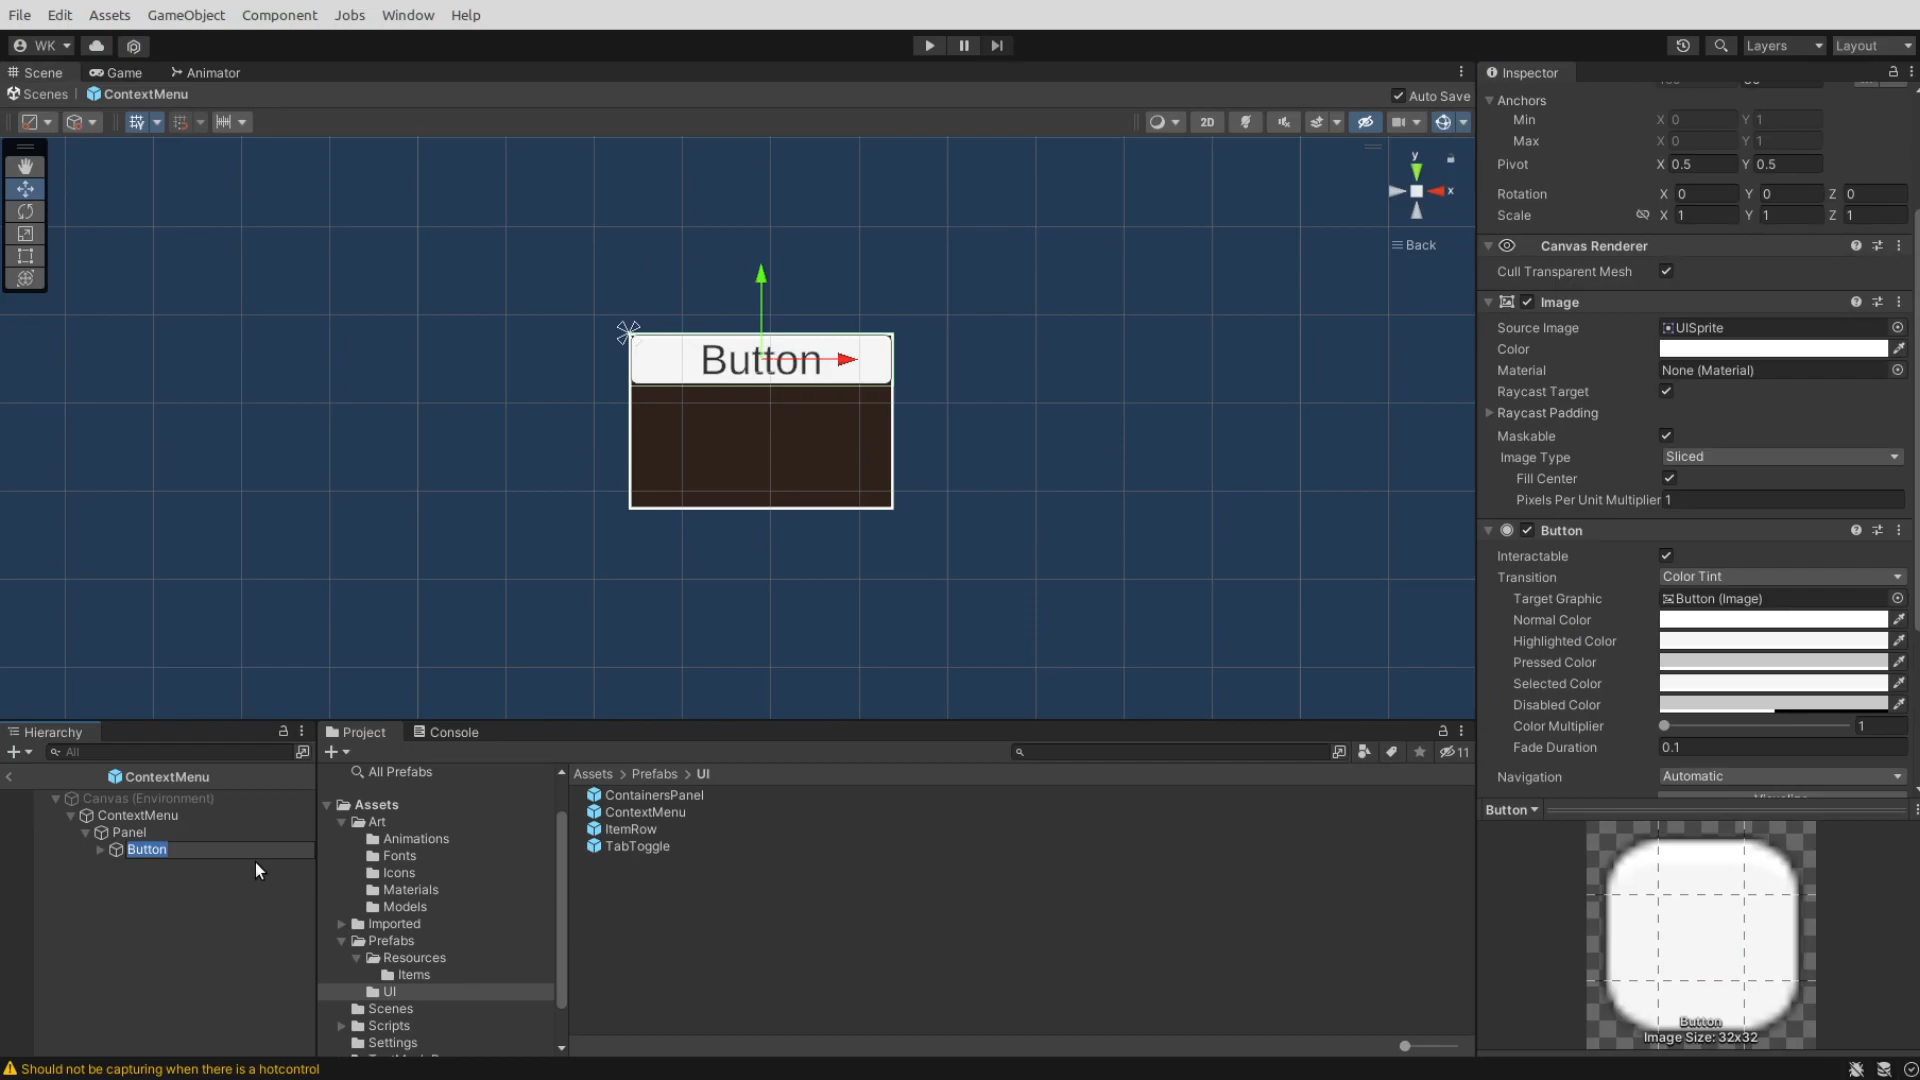 File Edit Assets GameObject Component Jobs Window Help
WK Layers Layout
Scene Game Animator Inspector
Scenes | ContextMenu Auto Save
2D
y
x
Back
Anchors
Min X 0 Y 1
Max X 0 Y 1
Pivot X 0.5 Y 0.5
Rotation X 0 Y 0 Z 0
Scale X 1 Y 1 Z 1
Canvas Renderer
Cull Transparent Mesh
Image
Source Image UISprite
Color
Material None (Material)
Raycast Target
Raycast Padding
Maskable
Image Type Sliced
Fill Center
Pixels Per Unit Multiplier 1
Button
Interactable
Transition Color Tint
Target Graphic Button (Image)
Normal Color
Highlighted Color
Pressed Color
Selected Color
Disabled Color
Color Multiplier 1
Fade Duration 0.1
Navigation Automatic
Button
Button
Image Size: 32x32
Button
Hierarchy
All
ContextMenu
Canvas (Environment)
ContextMenu
Panel
Button
Project Console
11
All Prefabs
Assets
Art
Animations
Fonts
Icons
Materials
Models
Imported
Prefabs
Resources
Items
UI
Scenes
Scripts
Settings
Assets > Prefabs > UI
ContainersPanel
ContextMenu
ItemRow
TabToggle
Should not be capturing when there is a hotcontrol